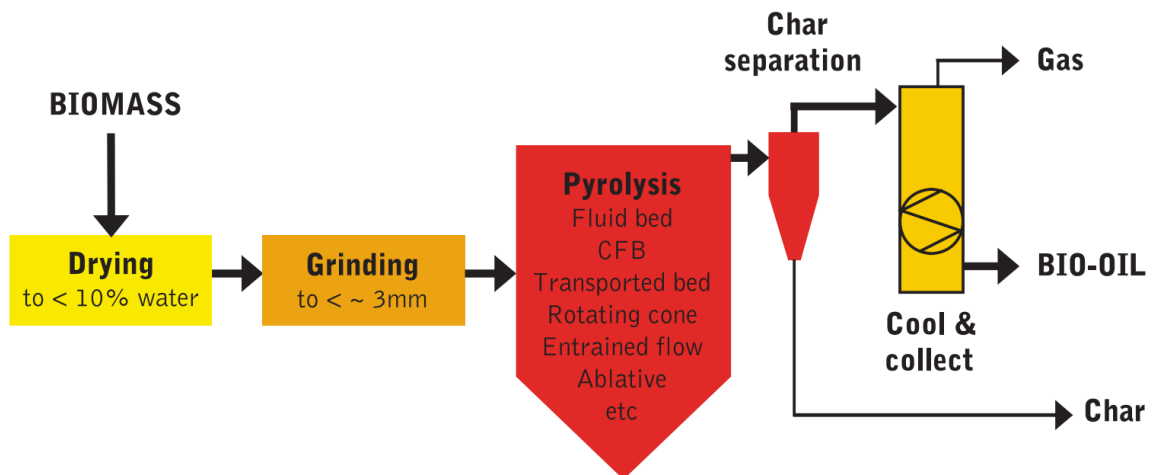 BIOMASS
Drying
to < 10% water
Grinding
to < ~ 3mm
Pyrolysis
Fluid bed
CFB
Transported bed
Rotating cone
Entrained flow
Ablative
etc
Char
separation
Gas
BIO-OIL
Cool &
collect
Char